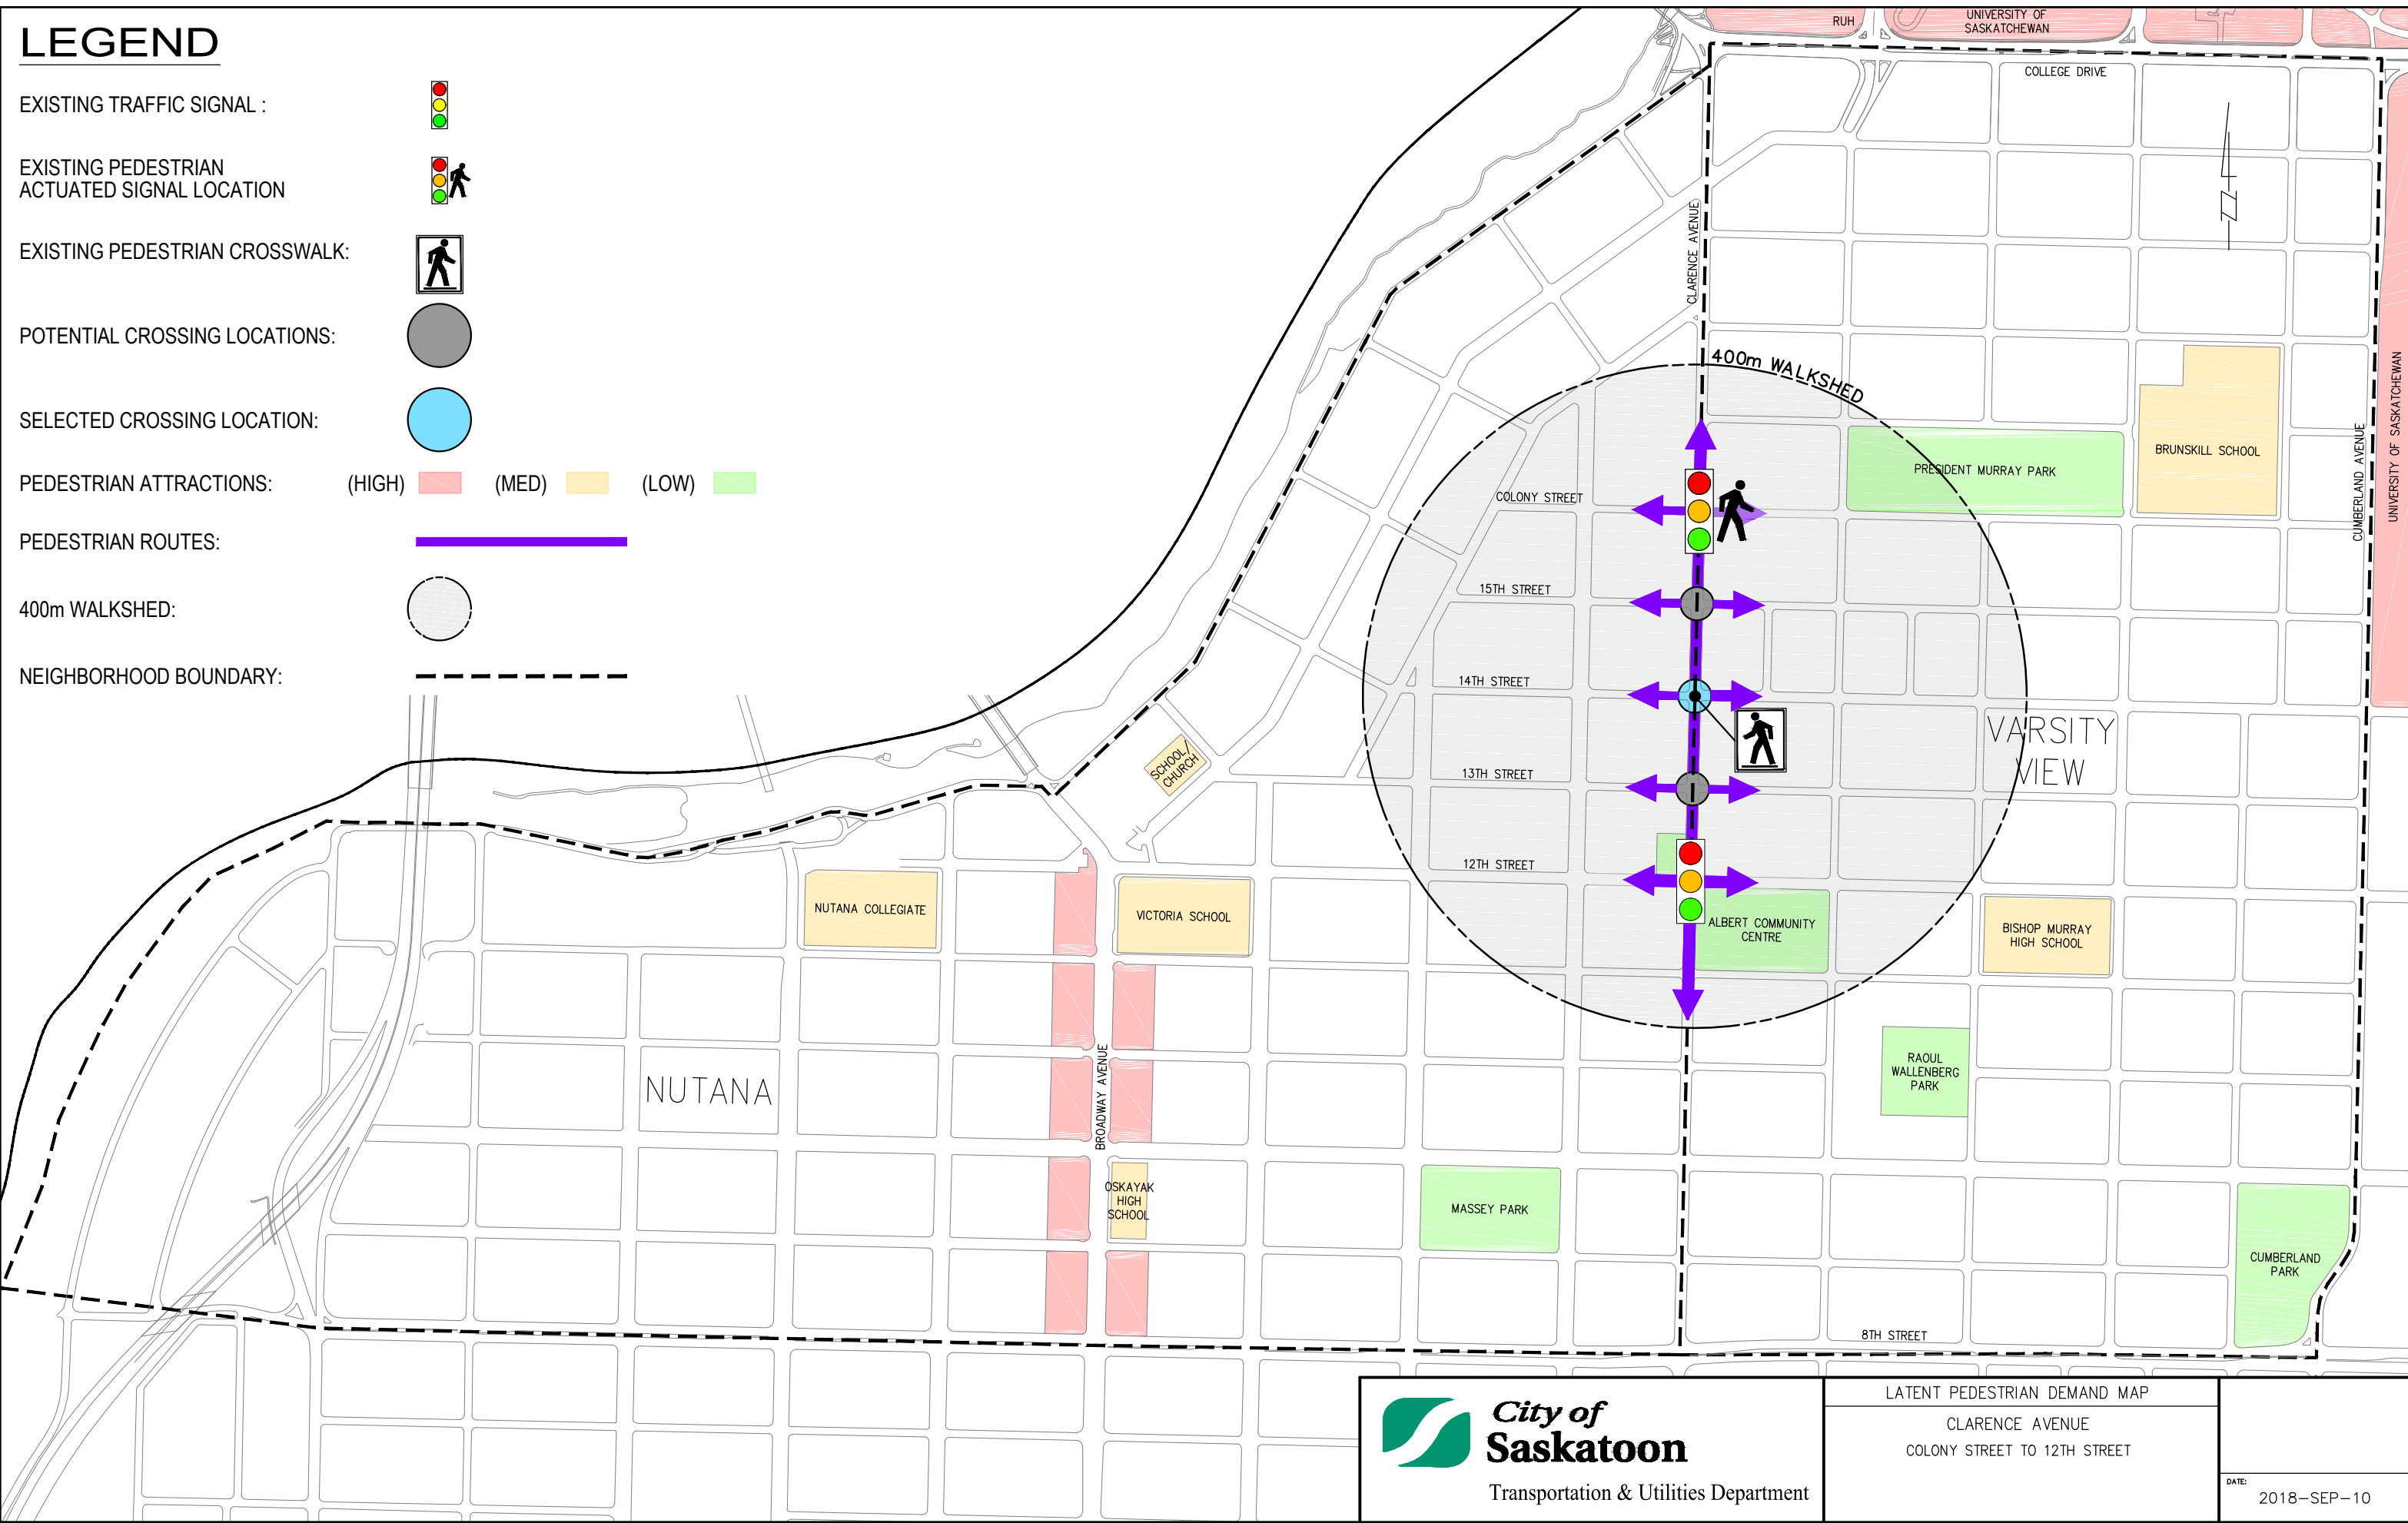 LEGEND
EXISTING TRAFFIC SIGNAL :
EXISTING PEDESTRIAN
ACTUATED SIGNAL LOCATION
EXISTING PEDESTRIAN CROSSWALK:
POTENTIAL CROSSING LOCATIONS:
SELECTED CROSSING LOCATION:
PEDESTRIAN ATTRACTIONS: (HIGH) (MED) (LOW)
PEDESTRIAN ROUTES:
400m WALKSHED:
NEIGHBORHOOD BOUNDARY:
RUH
UNIVERSITY OF
SASKATCHEWAN
COLLEGE DRIVE
N
CLARENCE AVENUE
400m WALKSHED
PRESIDENT MURRAY PARK
BRUNSKILL SCHOOL
CUMBERLAND AVENUE
UNIVERSITY OF SASKATCHEWAN
COLONY STREET
15TH STREET
14TH STREET
13TH STREET
12TH STREET
VARSITY
VIEW
SCHOOL/
CHURCH
NUTANA COLLEGIATE
VICTORIA SCHOOL
ALBERT COMMUNITY
CENTRE
BISHOP MURRAY
HIGH SCHOOL
NUTANA
BROADWAY AVENUE
RAOUL
WALLENBERG
PARK
OSKAYAK
HIGH
SCHOOL
MASSEY PARK
CUMBERLAND
PARK
8TH STREET
City of
Saskatoon
Transportation & Utilities Department
LATENT PEDESTRIAN DEMAND MAP
CLARENCE AVENUE
COLONY STREET TO 12TH STREET
DATE:
2018-SEP-10